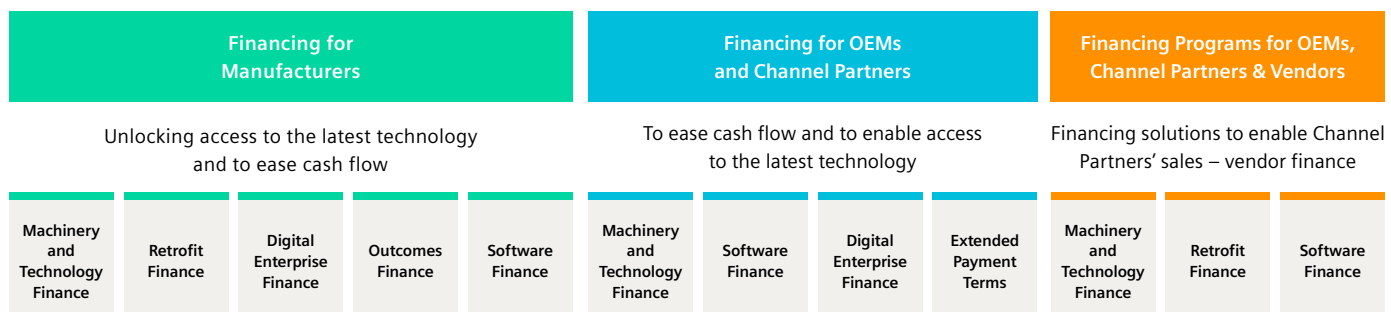 Financing for
Manufacturers
Unlocking access to the latest technology
and to ease cash flow
Machinery
and
Technology
Finance
Retrofit
Finance
Digital
Enterprise
Finance
Outcomes
Finance
Software
Finance
Financing for OEMs
and Channel Partners
To ease cash flow and to enable access
to the latest technology
Machinery
and
Technology
Finance
Software
Finance
Digital
Enterprise
Finance
Extended
Payment
Terms
Financing Programs for OEMs,
Channel Partners & Vendors
Financing solutions to enable Channel
Partners’ sales – vendor finance
Machinery
and
Technology
Finance
Retrofit
Finance
Software
Finance